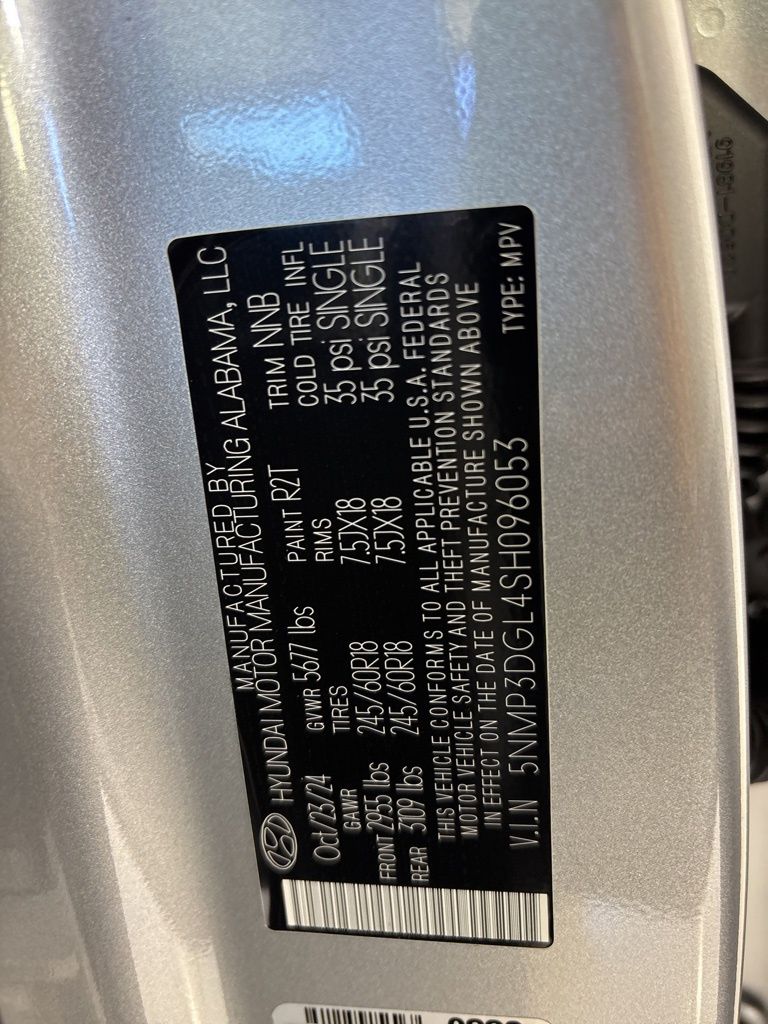 MANUFACTURED BY
HYUNDAI MOTOR MANUFACTURING ALABAMA, LLC
Oct/23/24 GVWR 5677 lbs PAINT R2T TRIM NNB
GAWR TIRES RIMS COLD TIRE INFL
FRONT 2955 lbs 245/60R18 7.5JX18 35 psi SINGLE
REAR 3109 lbs 245/60R18 7.5JX18 35 psi SINGLE
THIS VEHICLE CONFORMS TO ALL APPLICABLE U.S.A. FEDERAL
MOTOR VEHICLE SAFETY AND THEFT PREVENTION STANDARDS
IN EFFECT ON THE DATE OF MANUFACTURE SHOWN ABOVE
V.I.N 5NMP3DGL4SH096053 TYPE: MPV